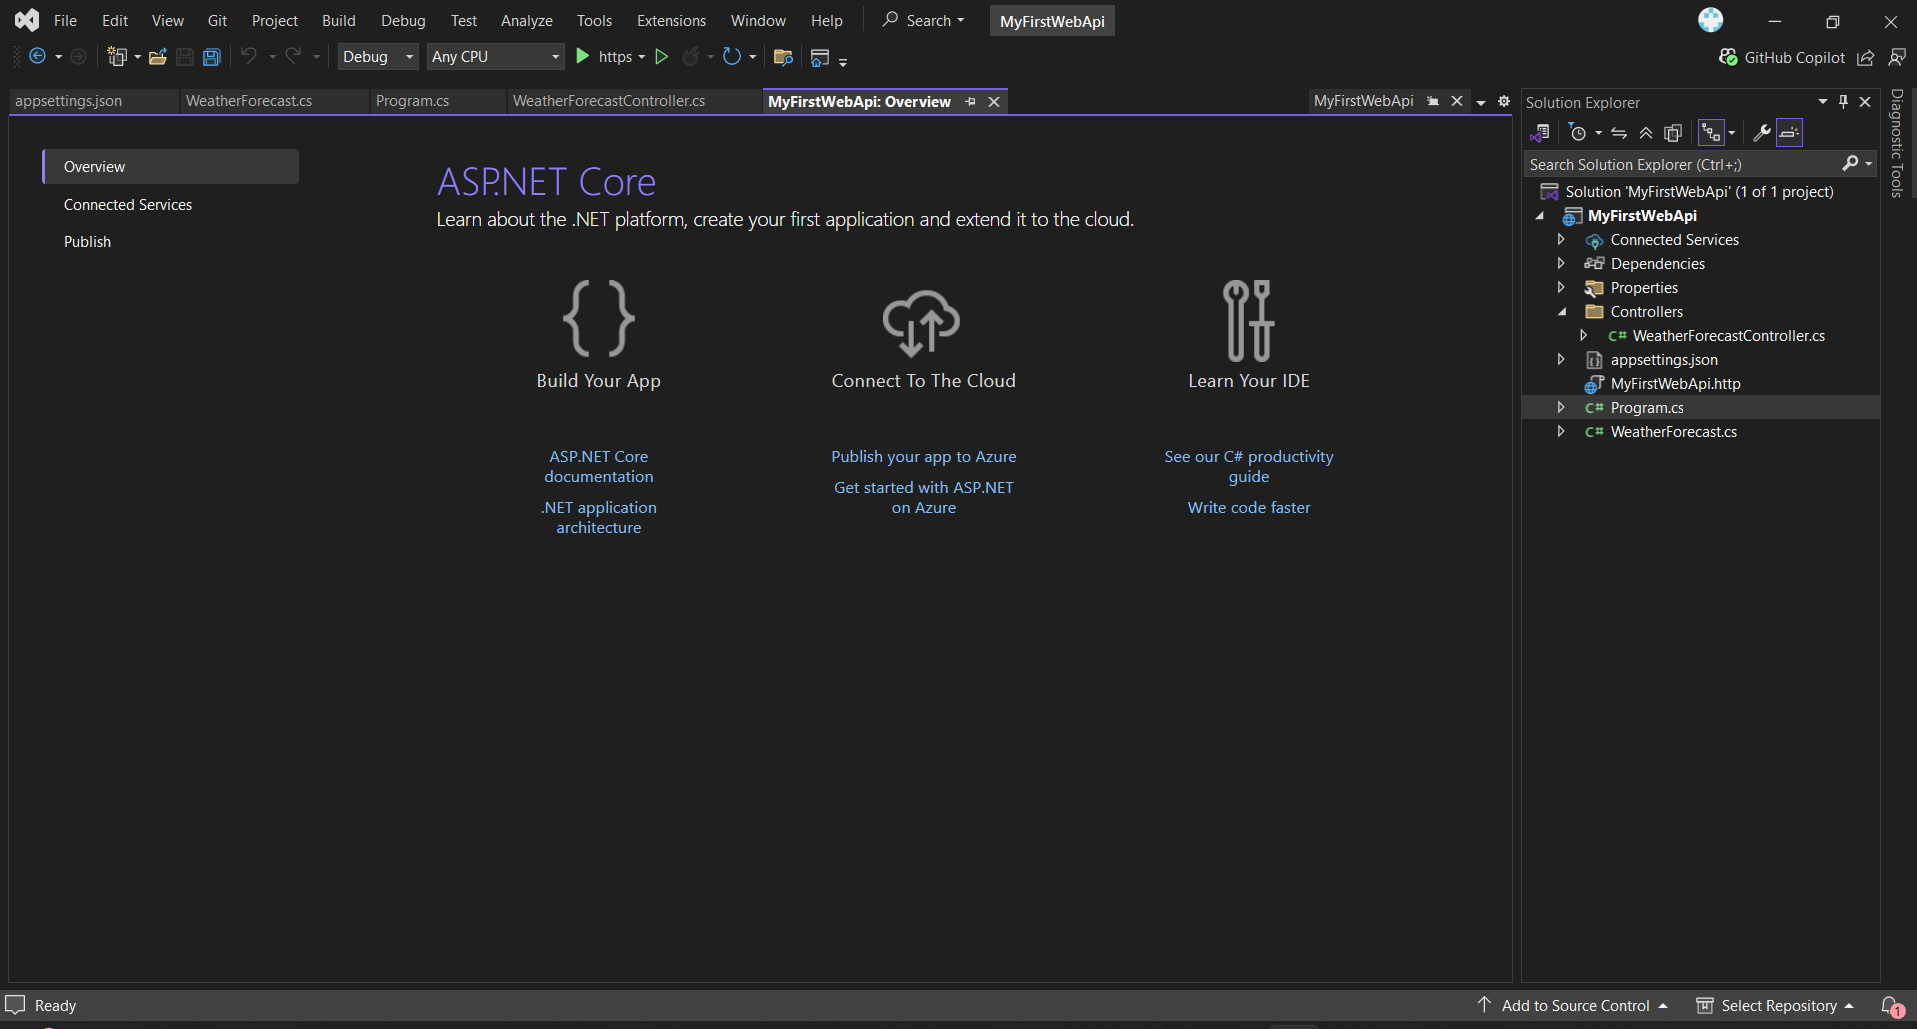 File Edit View Git Project Build Debug Test Analyze Tools Extensions Window Help Search MyFirstWebApi
Debug Any CPU https GitHub Copilot
appsettings.json WeatherForecast.cs Program.cs WeatherForecastController.cs MyFirstWebApi: Overview MyFirstWebApi
Overview
Connected Services
Publish
ASP.NET Core
Learn about the .NET platform, create your first application and extend it to the cloud.
Build Your App
ASP.NET Core
documentation
.NET application
architecture
Connect To The Cloud
Publish your app to Azure
Get started with ASP.NET
on Azure
Learn Your IDE
See our C# productivity
guide
Write code faster
Solution Explorer
Search Solution Explorer (Ctrl+;)
Solution 'MyFirstWebApi' (1 of 1 project)
MyFirstWebApi
Connected Services
Dependencies
Properties
Controllers
C# WeatherForecastController.cs
appsettings.json
MyFirstWebApi.http
C# Program.cs
C# WeatherForecast.cs
Diagnostic Tools
Ready Add to Source Control Select Repository 1